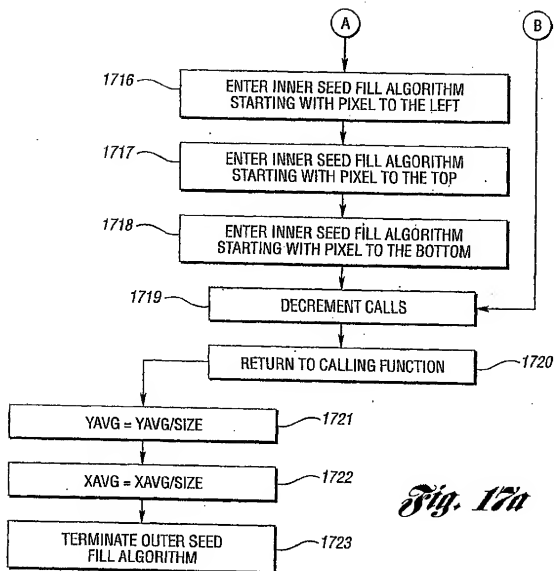 A
B
1716
ENTER INNER SEED FILL ALGORITHM
STARTING WITH PIXEL TO THE LEFT
1717
ENTER INNER SEED FILL ALGORITHM
STARTING WITH PIXEL TO THE TOP
1718
ENTER INNER SEED FILL ALGORITHM
STARTING WITH PIXEL TO THE BOTTOM
1719
DECREMENT CALLS
RETURN TO CALLING FUNCTION
1720
YAVG = YAVG/SIZE
1721
XAVG = XAVG/SIZE
1722
TERMINATE OUTER SEED
FILL ALGORITHM
1723
Fig. 17a